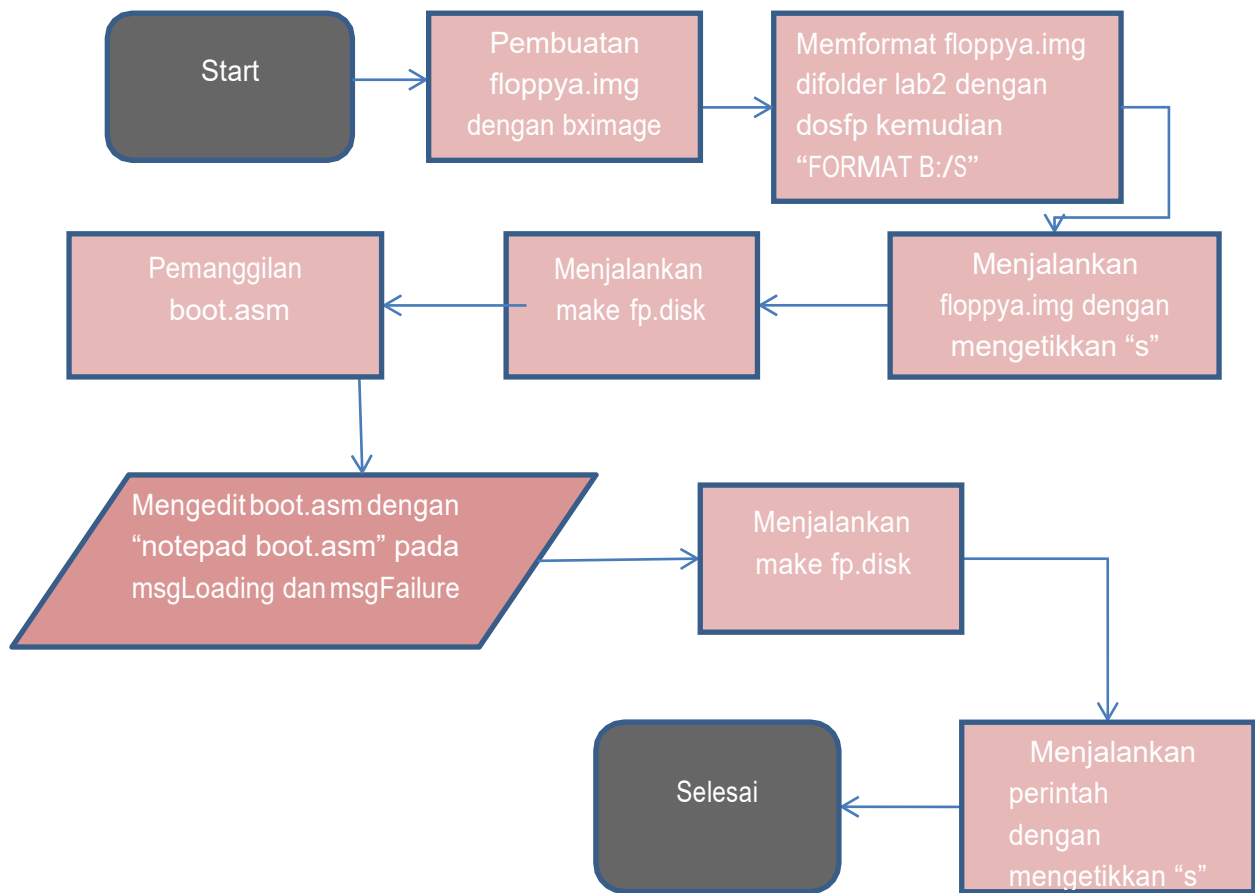 Start
Pembuatan
floppya.img
dengan bximage
Memformat floppya.img
difolder lab2 dengan
dosfp kemudian
“FORMAT B:/S”
Menjalankan
floppya.img dengan
mengetikkan “s”
Menjalankan
make fp.disk
Pemanggilan
boot.asm
Mengedit boot.asm dengan
“notepad boot.asm” pada
msgLoading dan msgFailure
Menjalankan
make fp.disk
Menjalankan
perintah
dengan
mengetikkan “s”
Selesai